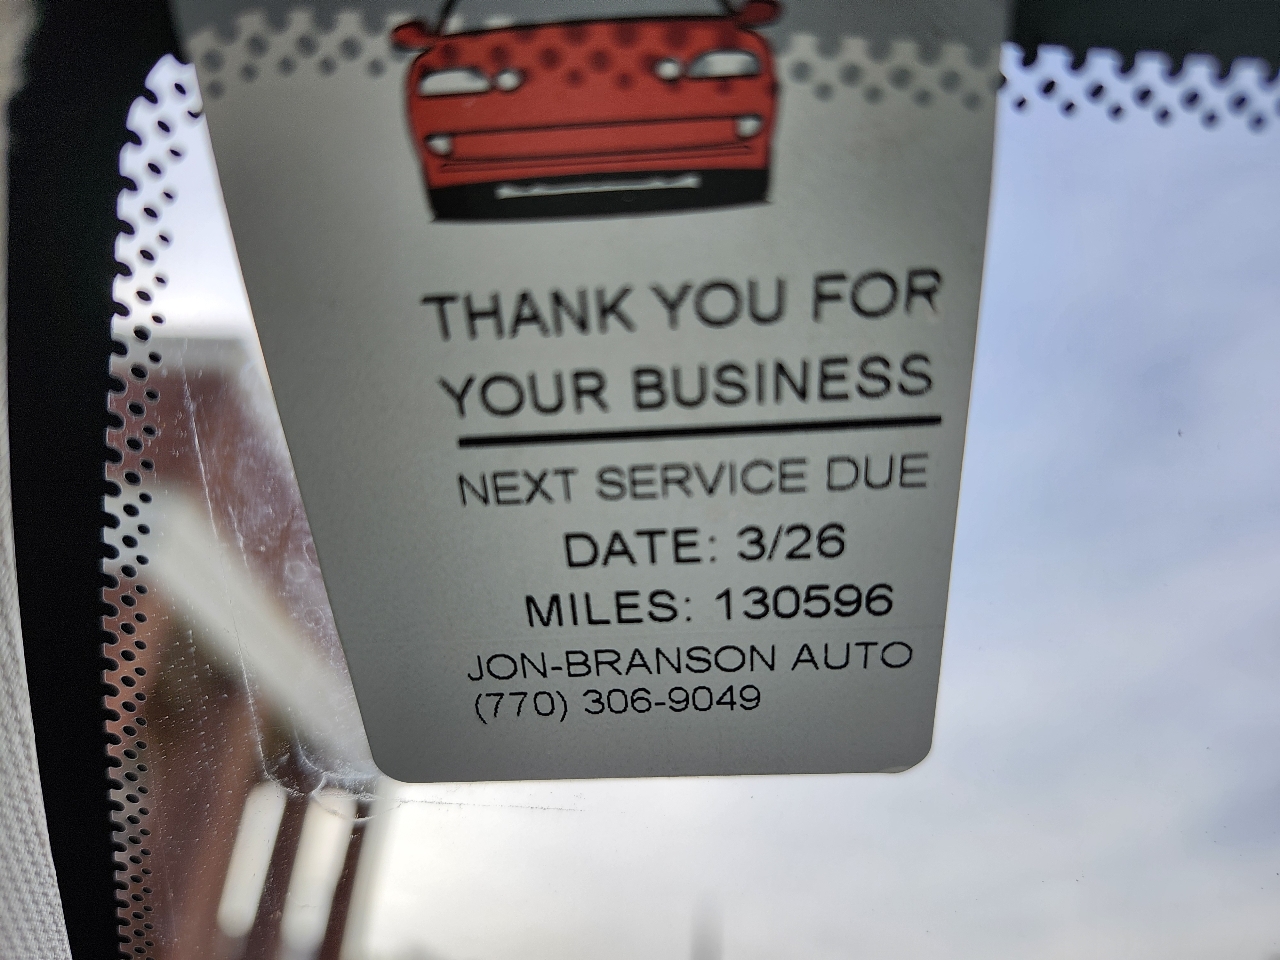 THANK YOU FOR
YOUR BUSINESS
NEXT SERVICE DUE
DATE: 3/26
MILES: 130596
JON-BRANSON AUTO
(770) 306-9049